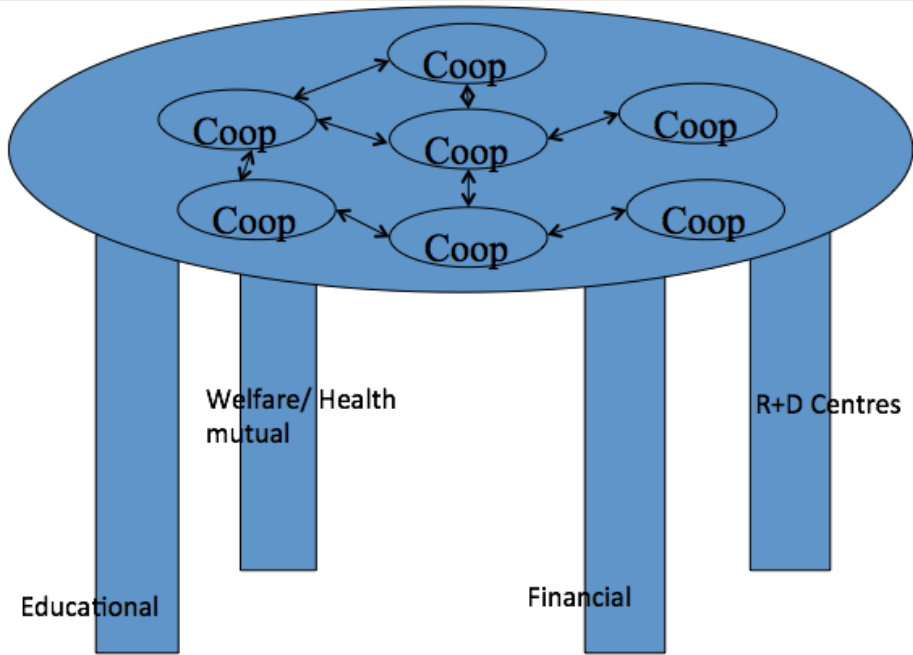 Coop
Coop
Coop
Coop
Coop
Coop
Coop
Welfare/ Health
mutual
R+D Centres
Educational
Financial